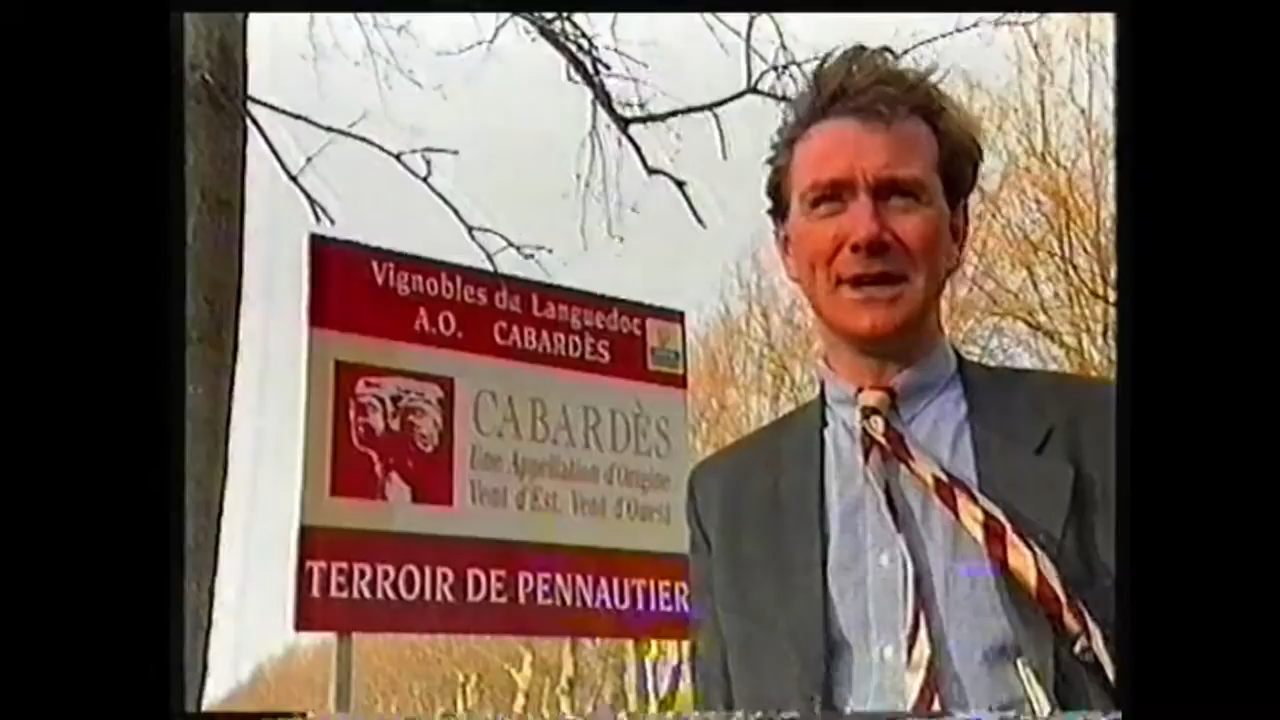 Vignobles du Languedoc
A.O. CABARDÈS
CABARDÈS
Une Appellation d'Origine
Vent d'Est, Vent d'Ouest
TERROIR DE PENNAUTIER